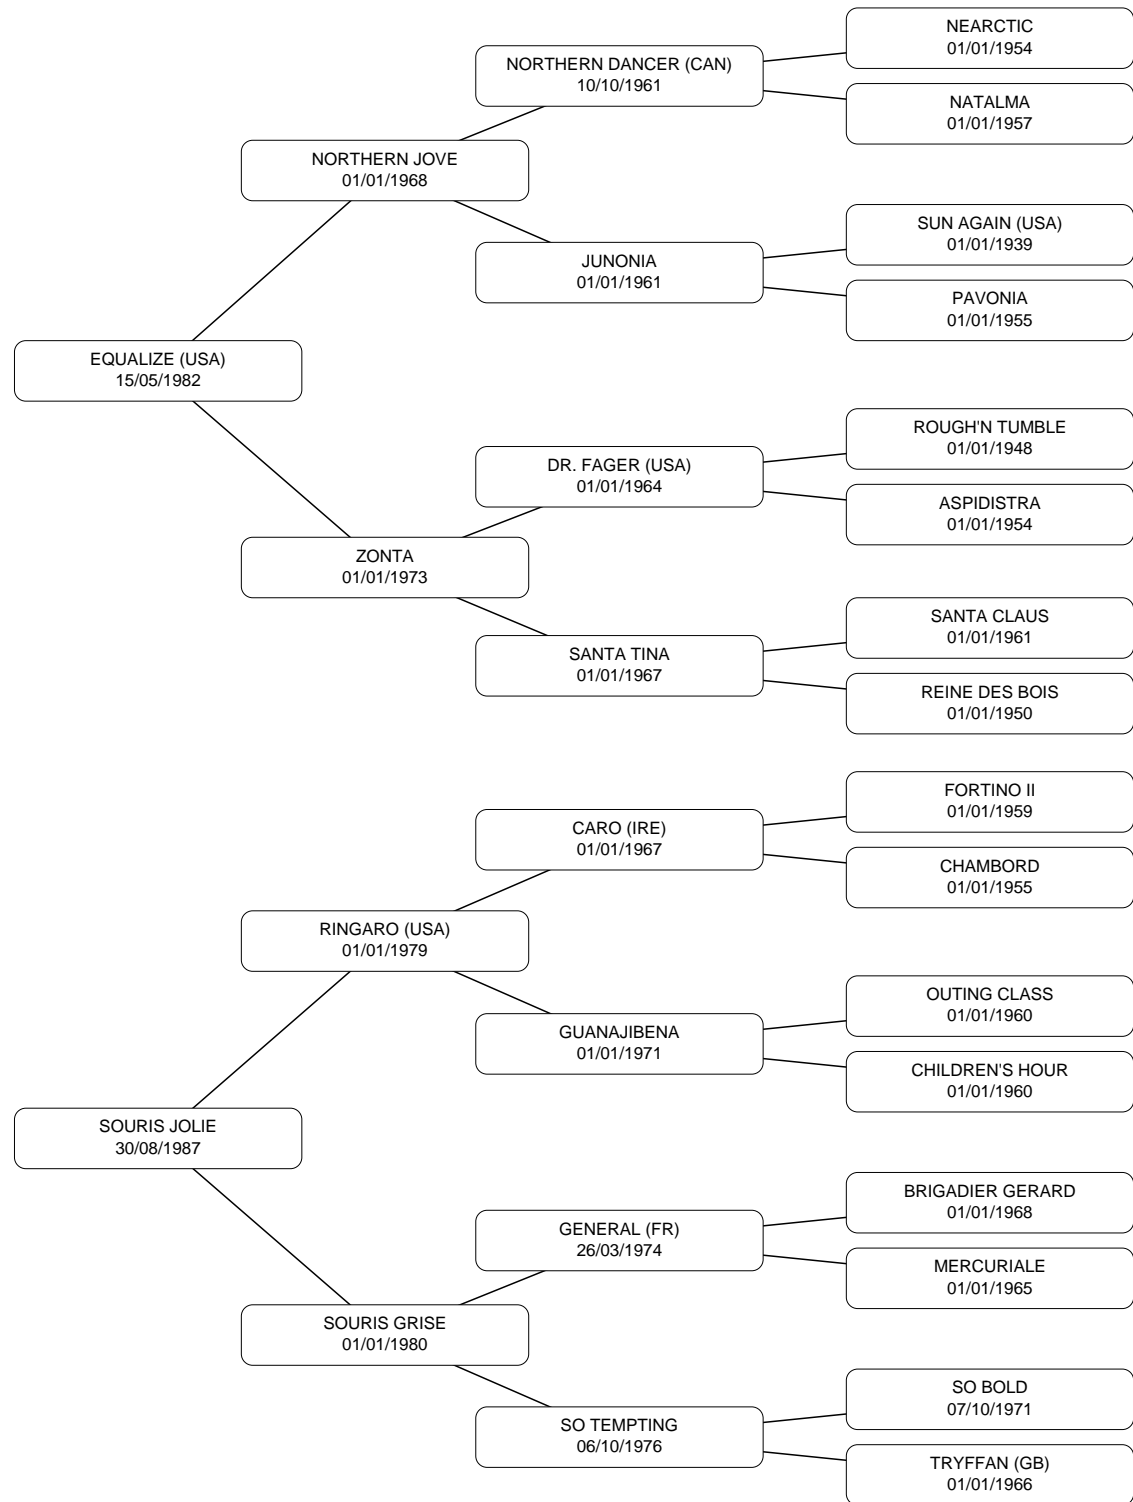 NEARCTIC
01/01/1954
NORTHERN DANCER (CAN)
10/10/1961
NATALMA
01/01/1957
NORTHERN JOVE
01/01/1968
SUN AGAIN (USA)
01/01/1939
JUNONIA
01/01/1961
PAVONIA
01/01/1955
EQUALIZE (USA)
15/05/1982
ROUGH'N TUMBLE
01/01/1948
DR. FAGER (USA)
01/01/1964
ASPIDISTRA
01/01/1954
ZONTA
01/01/1973
SANTA CLAUS
01/01/1961
SANTA TINA
01/01/1967
REINE DES BOIS
01/01/1950
FORTINO II
01/01/1959
CARO (IRE)
01/01/1967
CHAMBORD
01/01/1955
RINGARO (USA)
01/01/1979
OUTING CLASS
01/01/1960
GUANAJIBENA
01/01/1971
CHILDREN'S HOUR
01/01/1960
SOURIS JOLIE
30/08/1987
BRIGADIER GERARD
01/01/1968
GENERAL (FR)
26/03/1974
MERCURIALE
01/01/1965
SOURIS GRISE
01/01/1980
SO BOLD
07/10/1971
SO TEMPTING
06/10/1976
TRYFFAN (GB)
01/01/1966